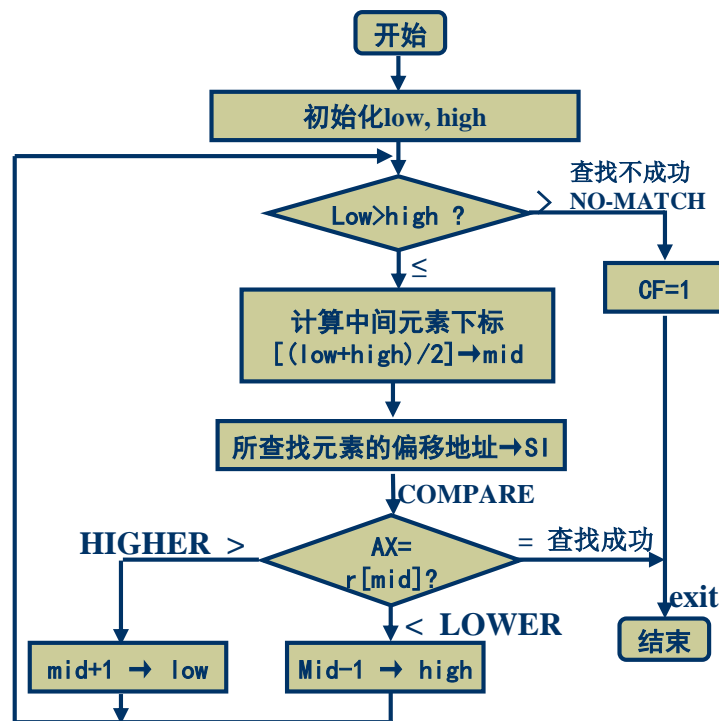 开始
初始化low, high
查找不成功
NO-MATCH
Low>high ?
>
≤
CF=1
计算中间元素下标
[(low+high)/2]→mid
所查找元素的偏移地址→SI
COMPARE
HIGHER >
AX=
r[mid]?
= 查找成功
< LOWER
exit
结束
mid+1 → low
Mid-1 → high